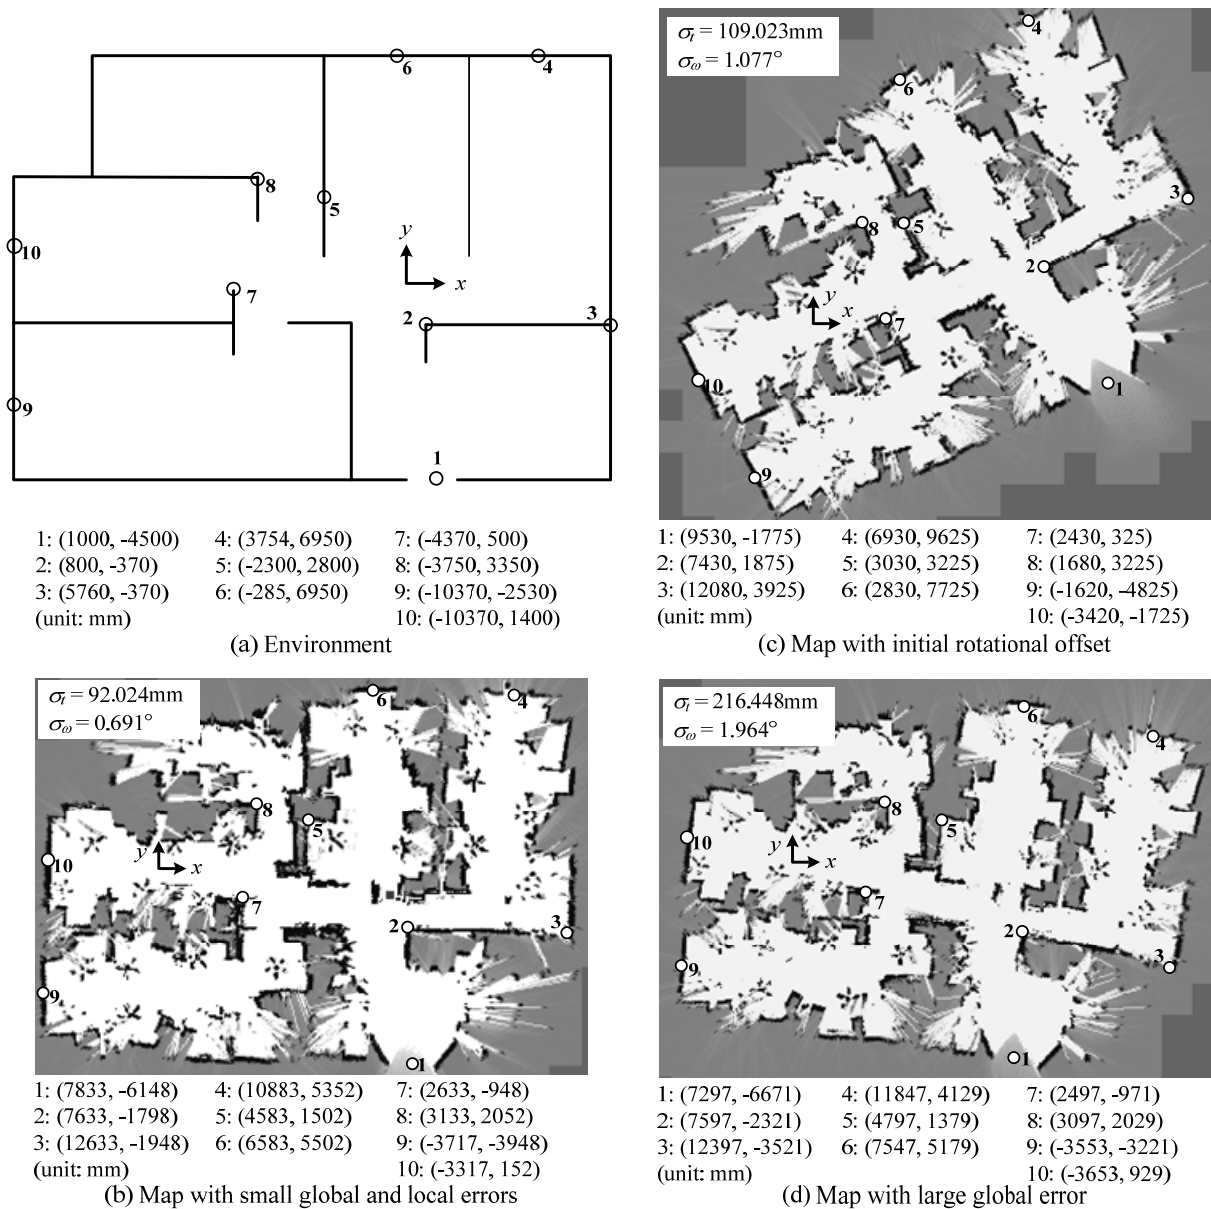 6
4
8
5
10
y
x
7
2
3
9
1
1: (1000, -4500) 4: (3754, 6950) 7: (-4370, 500)
2: (800, -370) 5: (-2300, 2800) 8: (-3750, 3350)
3: (5760, -370) 6: (-285, 6950) 9: (-10370, -2530)
(unit: mm) 10: (-10370, 1400)
(a) Environment
σt = 109.023mm
σω = 1.077°
4
6
3
8
5
2
y
x
7
10
1
9
1: (9530, -1775) 4: (6930, 9625) 7: (2430, 325)
2: (7430, 1875) 5: (3030, 3225) 8: (1680, 3225)
3: (12080, 3925) 6: (2830, 7725) 9: (-1620, -4825)
(unit: mm) 10: (-3420, -1725)
(c) Map with initial rotational offset
σt = 92.024mm
σω = 0.691°
6
4
8
5
y
x
10
7
2
3
9
1
1: (7833, -6148) 4: (10883, 5352) 7: (2633, -948)
2: (7633, -1798) 5: (4583, 1502) 8: (3133, 2052)
3: (12633, -1948) 6: (6583, 5502) 9: (-3717, -3948)
(unit: mm) 10: (-3317, 152)
(b) Map with small global and local errors
σt = 216.448mm
σω = 1.964°
6
4
8
5
10
y
x
7
2
3
9
1
1: (7297, -6671) 4: (11847, 4129) 7: (2497, -971)
2: (7597, -2321) 5: (4797, 1379) 8: (3097, 2029)
3: (12397, -3521) 6: (7547, 5179) 9: (-3553, -3221)
(unit: mm) 10: (-3653, 929)
(d) Map with large global error